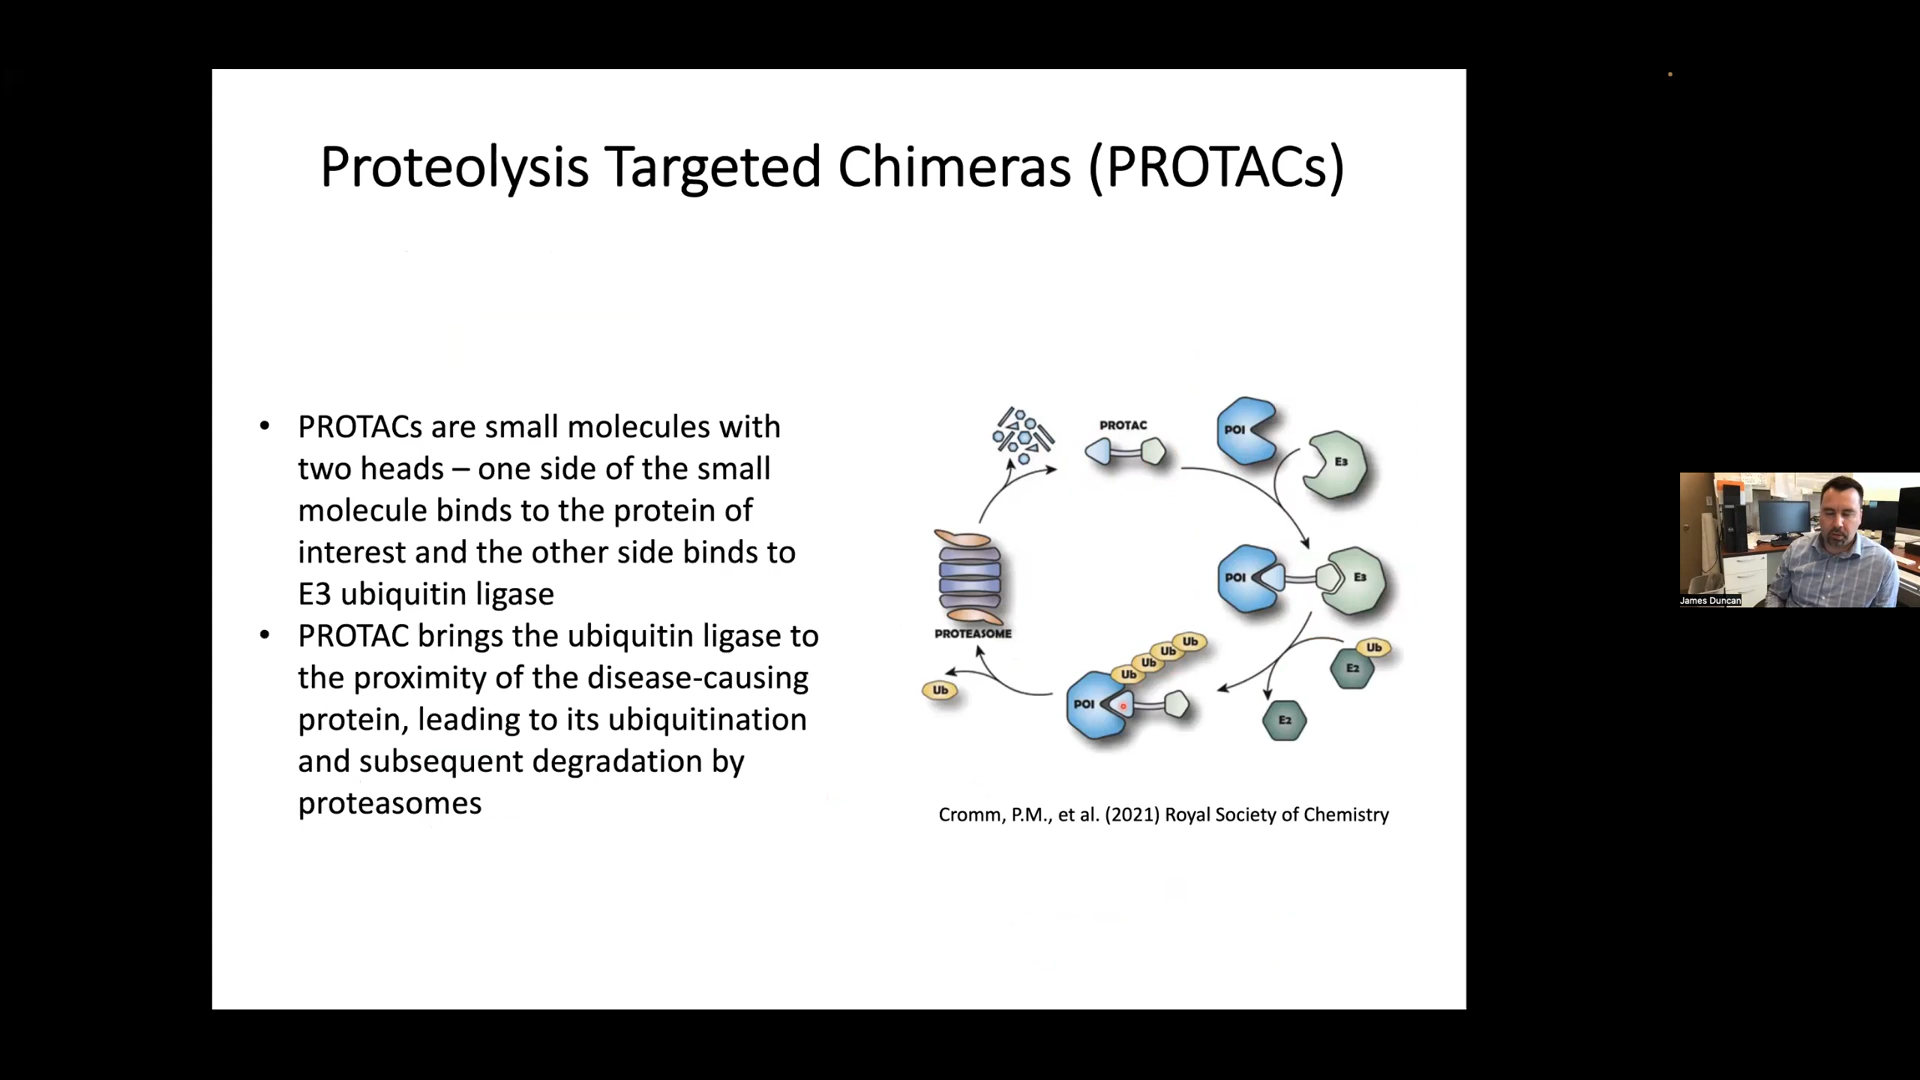 Proteolysis Targeted Chimeras (PROTACs)
• PROTACs are small molecules with
two heads – one side of the small
molecule binds to the protein of
interest and the other side binds to
E3 ubiquitin ligase
• PROTAC brings the ubiquitin ligase to
the proximity of the disease-causing
protein, leading to its ubiquitination
and subsequent degradation by
proteasomes
PROTAC
POI
E3
POI
E3
PROTEASOME
Ub
Ub
Ub
Ub
Ub
E2
Ub
POI
E2
Cromm, P.M., et al. (2021) Royal Society of Chemistry
James Duncan